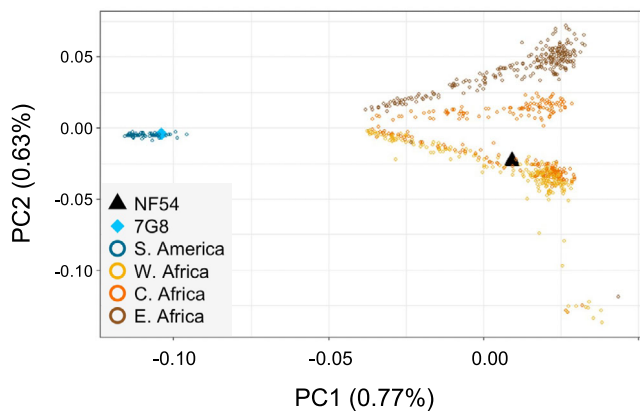 0.05
0.00
-0.05
-0.10
PC2 (0.63%)
NF54
7G8
S. America
W. Africa
C. Africa
E. Africa
-0.10
-0.05
0.00
PC1 (0.77%)